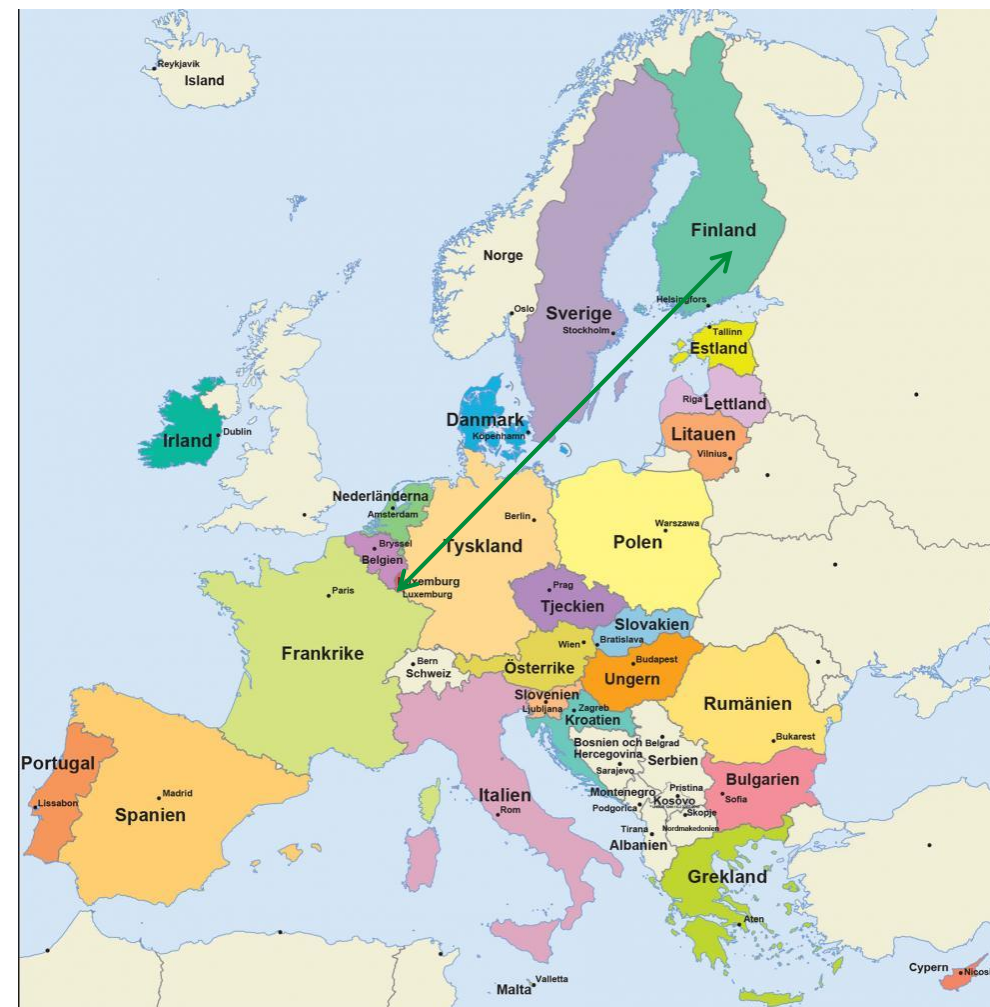 Reykjavik
Island
Finland
Norge
Helsingfors
Oslo
Sverige
Stockholm
Tallinn
Estland
Riga
Lettland
Danmark
Köpenhamn
Litauen
Vilnius
Irland
Dublin
Nederländerna
Amsterdam
Berlin
Warszawa
Polen
Tyskland
Bryssel
Belgien
Luxemburg
Luxemburg
Paris
Prag
Tjeckien
Slovakien
Bratislava
Wien
Frankrike
Bern
Schweiz
Österrike
Budapest
Ungern
Slovenien
Ljubljana
Zagreb
Kroatien
Rumänien
Bukarest
Bosnien och
Hercegovina
Sarajevo
Belgrad
Serbien
Portugal
Lissabon
Madrid
Spanien
Italien
Rom
Montenegro
Podgorica
Pristina
Kosovo
Skopje
Nordmakedonien
Bulgarien
Sofia
Tirana
Albanien
Grekland
Aten
Cypern
Nicosi
Valletta
Malta